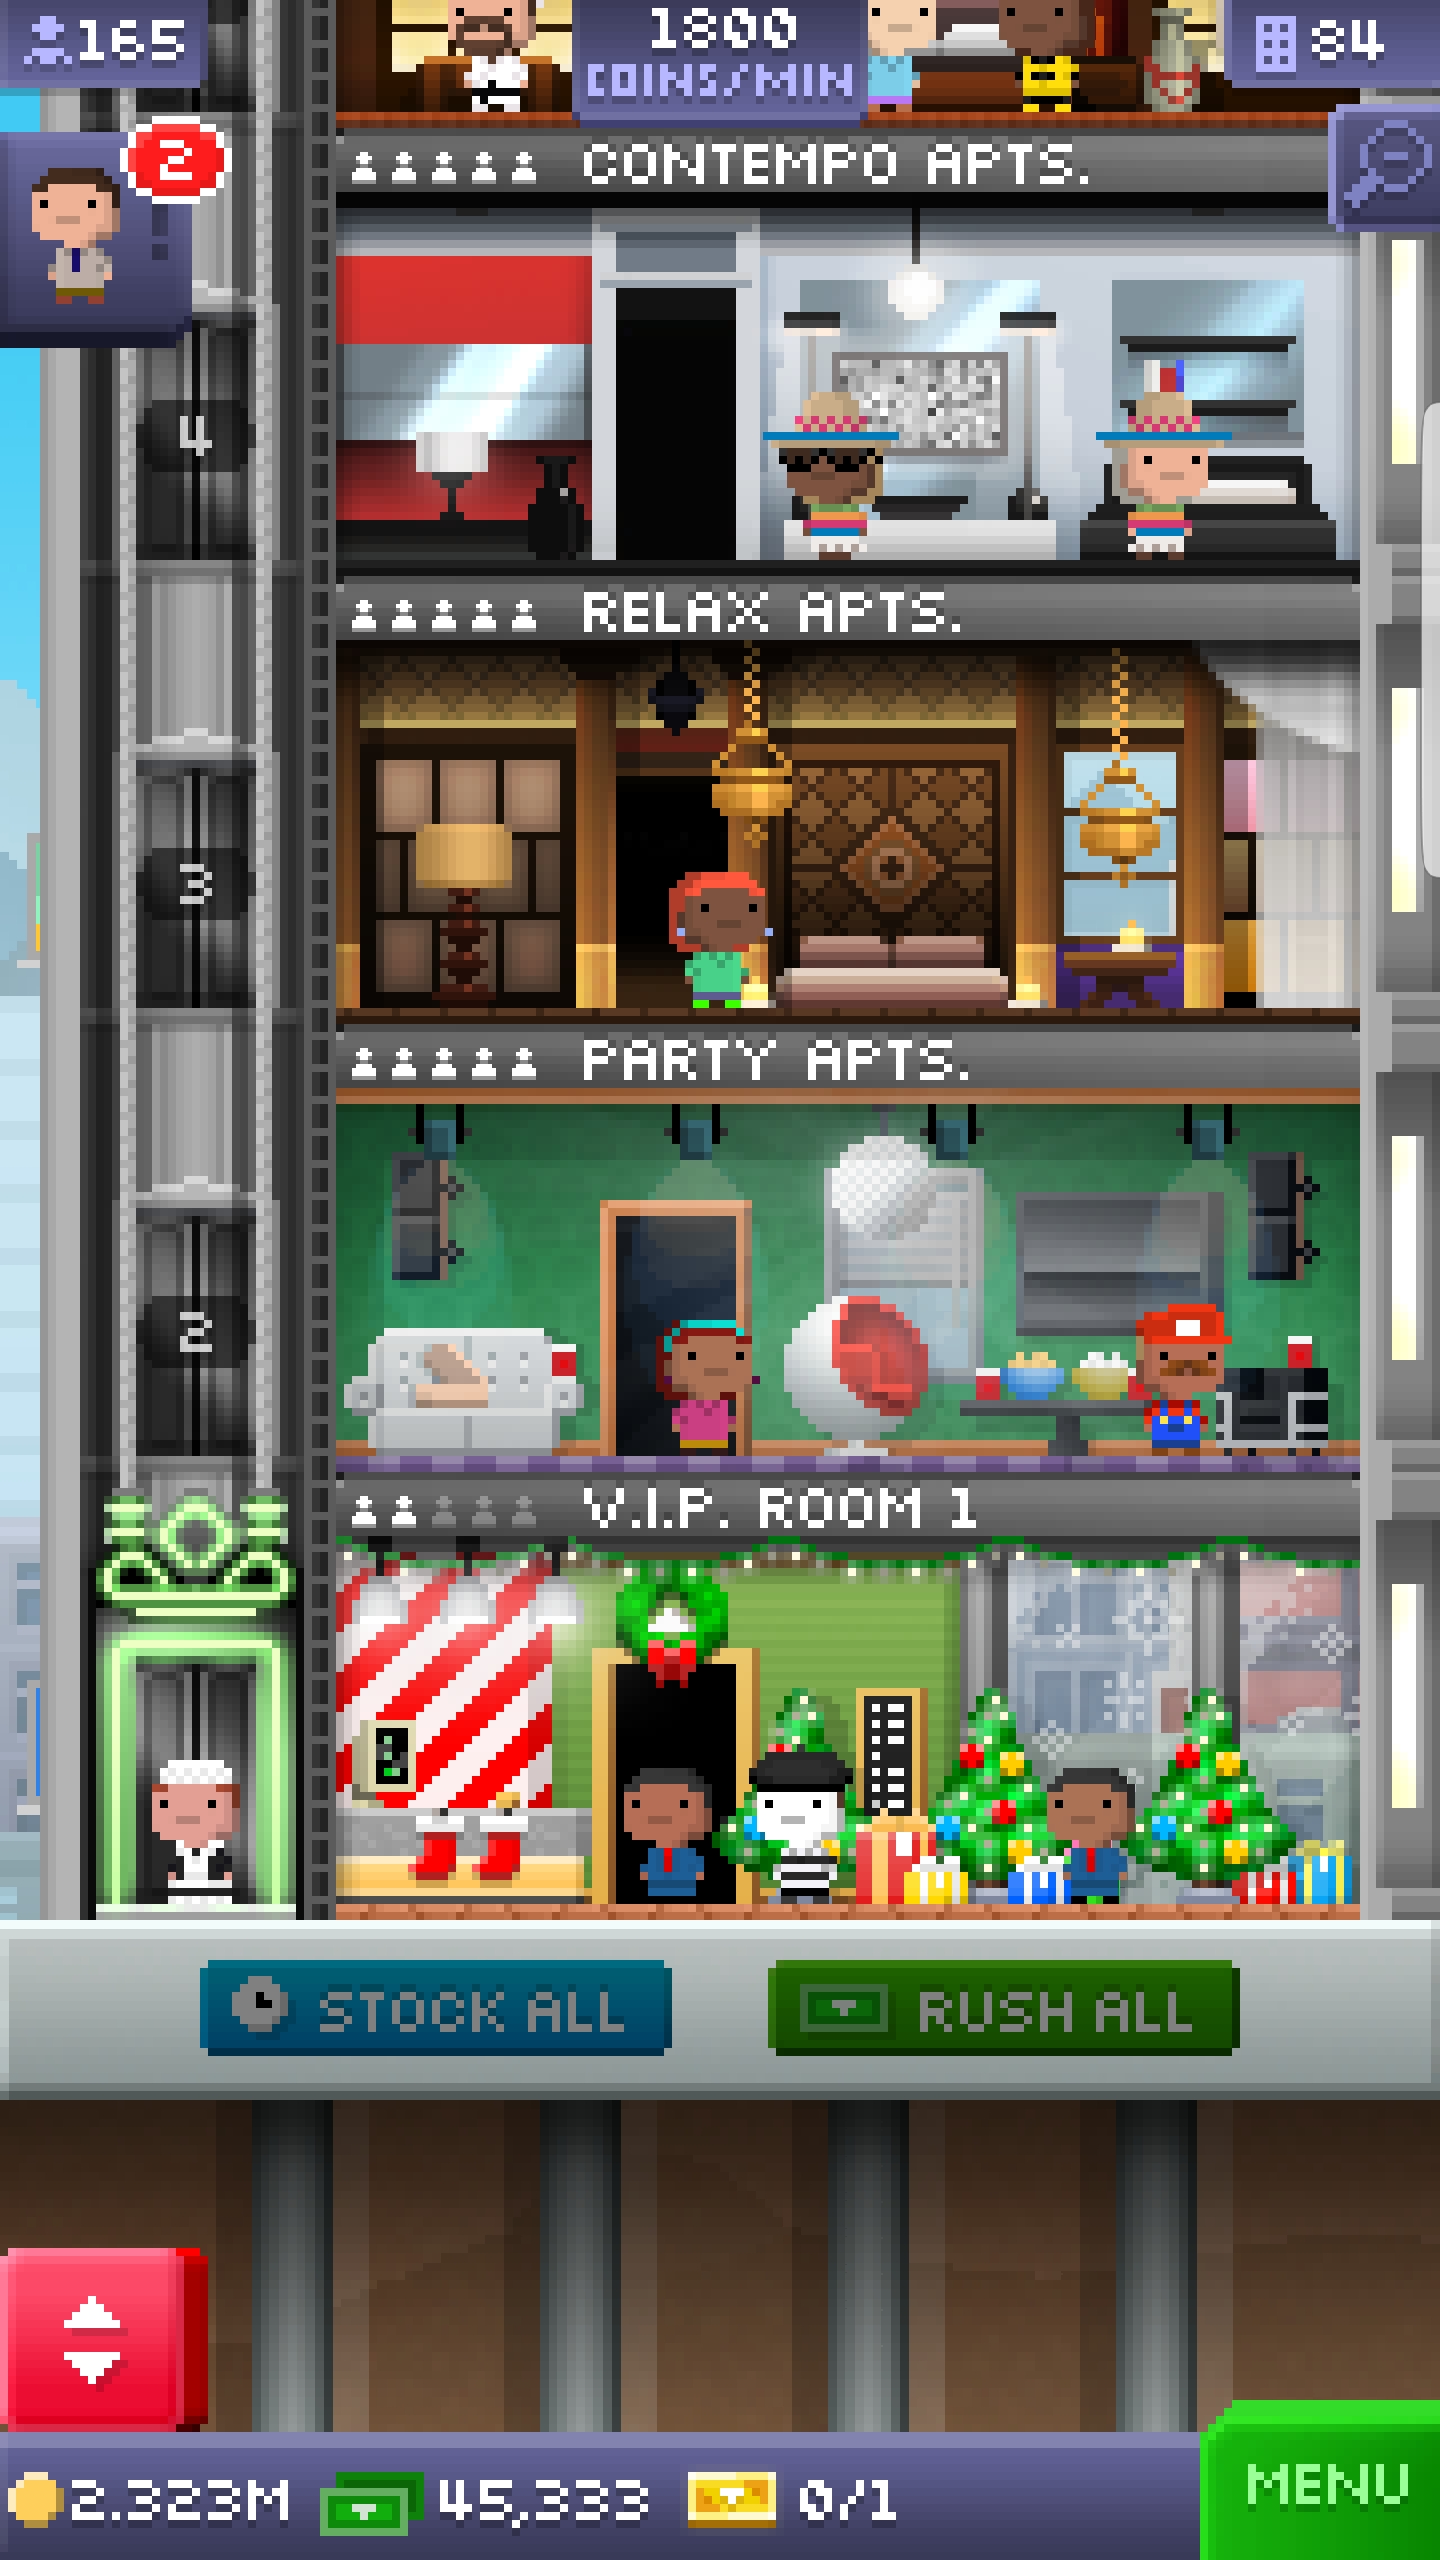 165
1800
COINS/MIN
84
2
CONTEMPO APTS.
4
RELAX APTS.
3
PARTY APTS.
2
V.I.P. ROOM 1
STOCK ALL
RUSH ALL
2.323M
45,333
0/1
MENU